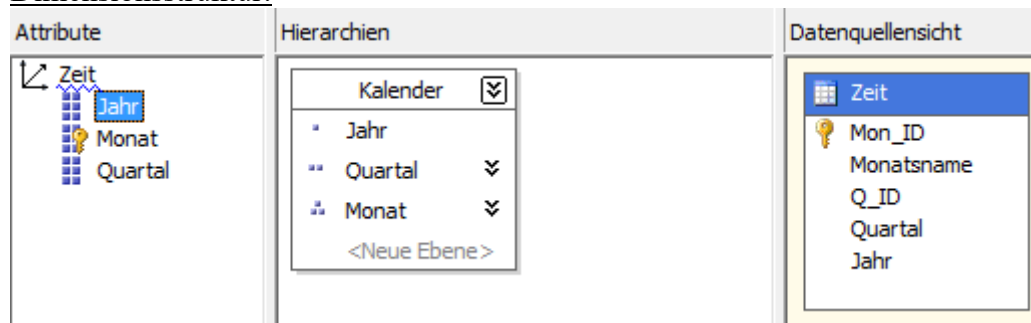 Dimensionsstruktur:
Attribute
Hierarchien
Datenquellensicht
Zeit
Jahr
Monat
Quartal
Kalender
Jahr
Quartal
Monat
<Neue Ebene>
Zeit
Mon_ID
Monatsname
Q_ID
Quartal
Jahr